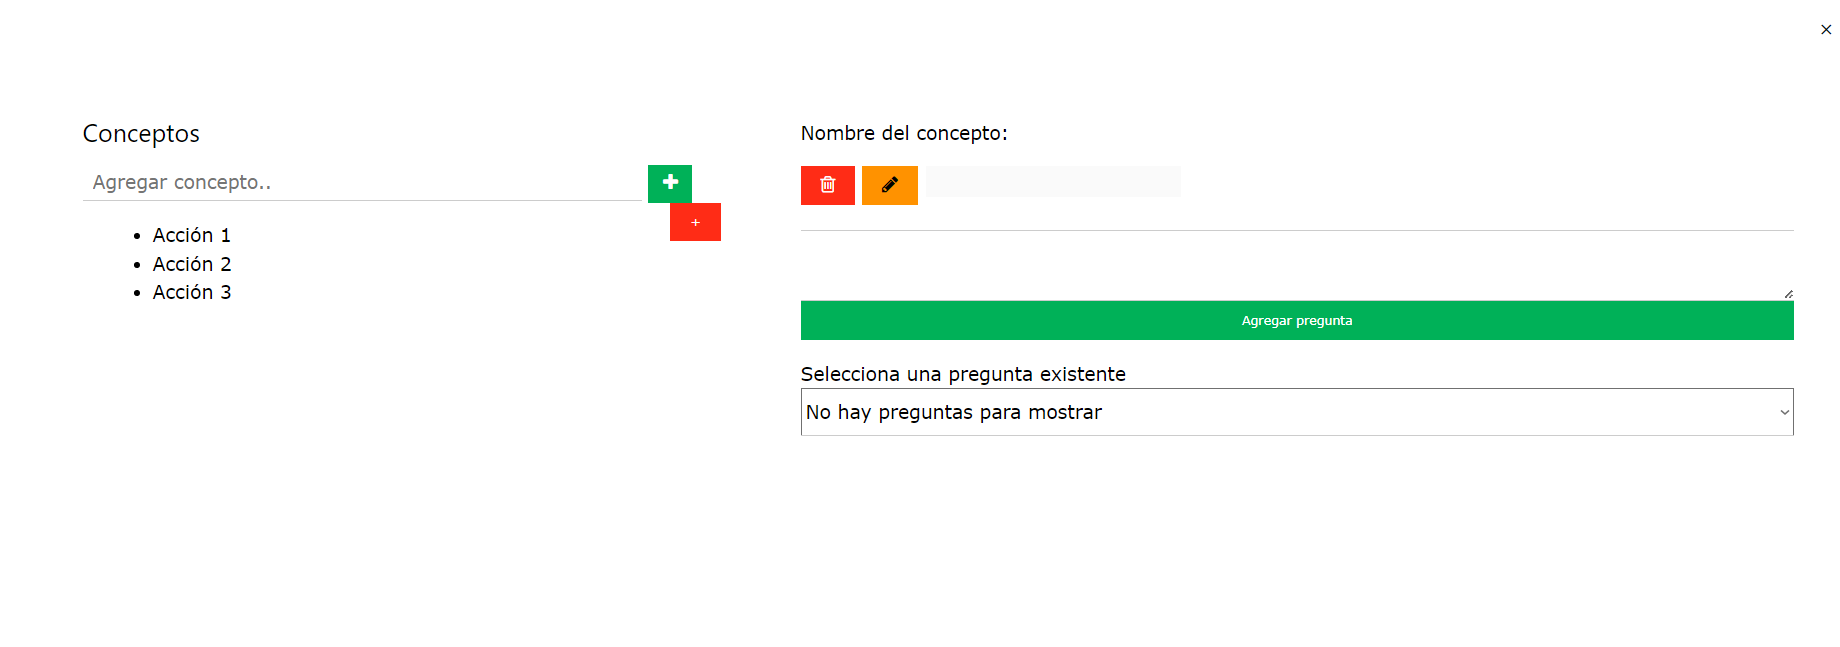 ×
Conceptos
Agregar concepto..
+
+
Acción 1
Acción 2
Acción 3
Nombre del concepto:
Agregar pregunta
Selecciona una pregunta existente
No hay preguntas para mostrar